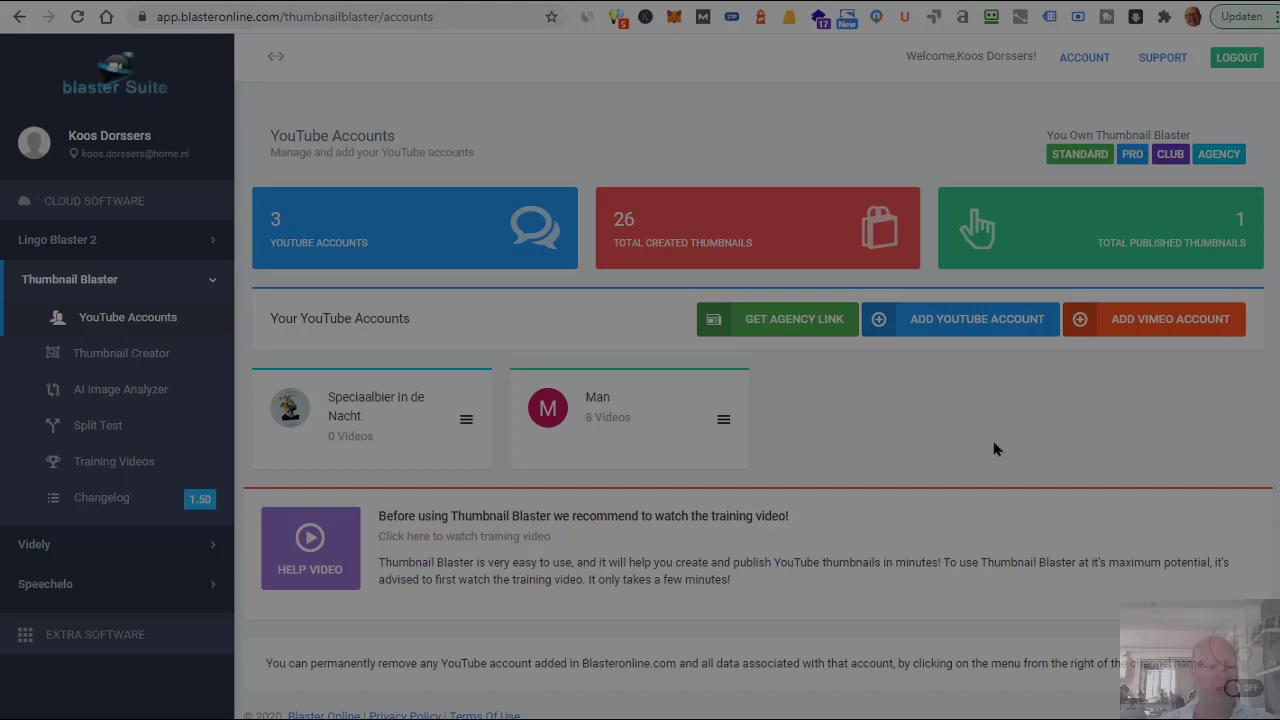 app.blasteronline.com/thumbnailblaster/accounts
5
ZIP
17
New
Updaten
blaster Suite
Welcome,Koos Dorssers!
ACCOUNT
SUPPORT
LOGOUT
Koos Dorssers
koos.dorssers@home.nl
YouTube Accounts
Manage and add your YouTube accounts
You Own Thumbnail Blaster
STANDARD
PRO
CLUB
AGENCY
CLOUD SOFTWARE
Lingo Blaster 2
Thumbnail Blaster
YouTube Accounts
Thumbnail Creator
AI Image Analyzer
Split Test
Training Videos
Changelog
1.50
Videly
Speechelo
EXTRA SOFTWARE
3
YOUTUBE ACCOUNTS
26
TOTAL CREATED THUMBNAILS
1
TOTAL PUBLISHED THUMBNAILS
Your YouTube Accounts
GET AGENCY LINK
ADD YOUTUBE ACCOUNT
ADD VIMEO ACCOUNT
Speciaalbier In de
Nacht
0 Videos
M
Man
8 Videos
HELP VIDEO
Before using Thumbnail Blaster we recommend to watch the training video!
Click here to watch training video
Thumbnail Blaster is very easy to use, and it will help you create and publish YouTube thumbnails in minutes! To use Thumbnail Blaster at it's maximum potential, it's
advised to first watch the training video. It only takes a few minutes!
You can permanently remove any YouTube account added in Blasteronline.com and all data associated with that account, by clicking on the menu from the right of the channel name.
OFF
© 2020 Blaster Online | Privacy Policy | Terms Of Use